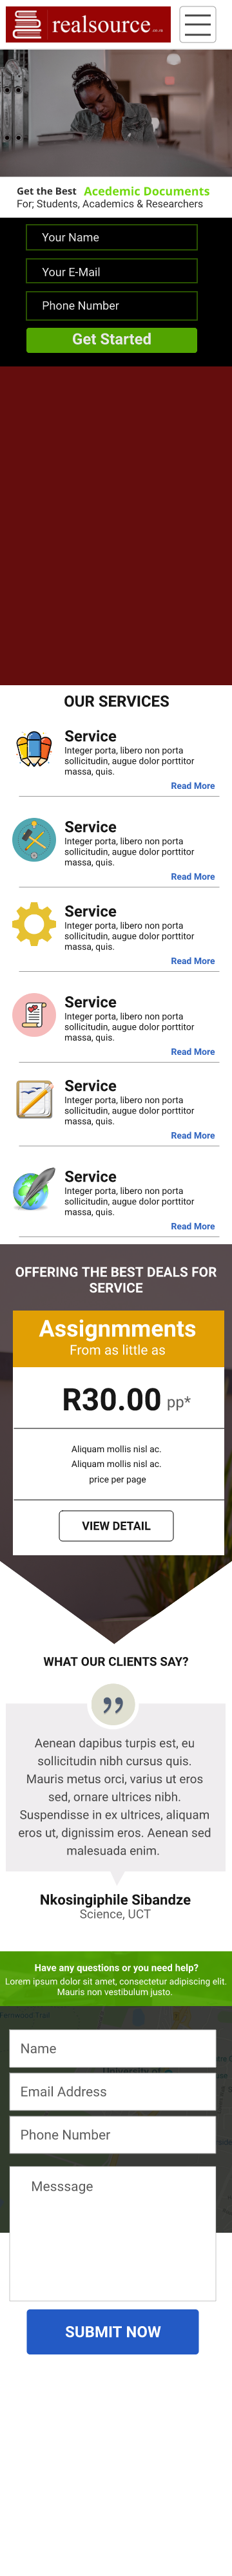 realsource.co.za
Get the Best Acedemic Documents
For; Students, Academics & Researchers
Your Name
Your E-Mail
Phone Number
Get Started
OUR SERVICES
Service
Integer porta, libero non porta
sollicitudin, augue dolor porttitor
massa, quis.
Read More
Service
Integer porta, libero non porta
sollicitudin, augue dolor porttitor
massa, quis.
Read More
Service
Integer porta, libero non porta
sollicitudin, augue dolor porttitor
massa, quis.
Read More
Service
Integer porta, libero non porta
sollicitudin, augue dolor porttitor
massa, quis.
Read More
Service
Integer porta, libero non porta
sollicitudin, augue dolor porttitor
massa, quis.
Read More
Service
Integer porta, libero non porta
sollicitudin, augue dolor porttitor
massa, quis.
Read More
OFFERING THE BEST DEALS FOR
SERVICE
Assignmments
From as little as
R30.00 pp*
Aliquam mollis nisl ac.
Aliquam mollis nisl ac.
price per page
VIEW DETAIL
WHAT OUR CLIENTS SAY?
Aenean dapibus turpis est, eu
sollicitudin nibh cursus quis.
Mauris metus orci, varius ut eros
sed, ornare ultrices nibh.
Suspendisse in ex ultrices, aliquam
eros ut, dignissim eros. Aenean sed
malesuada enim.
Nkosingiphile Sibandze
Science, UCT
Have any questions or you need help?
Lorem ipsum dolor sit amet, consectetur adipiscing elit.
Mauris non vestibulum justo.
Name
Email Address
Phone Number
Messsage
SUBMIT NOW